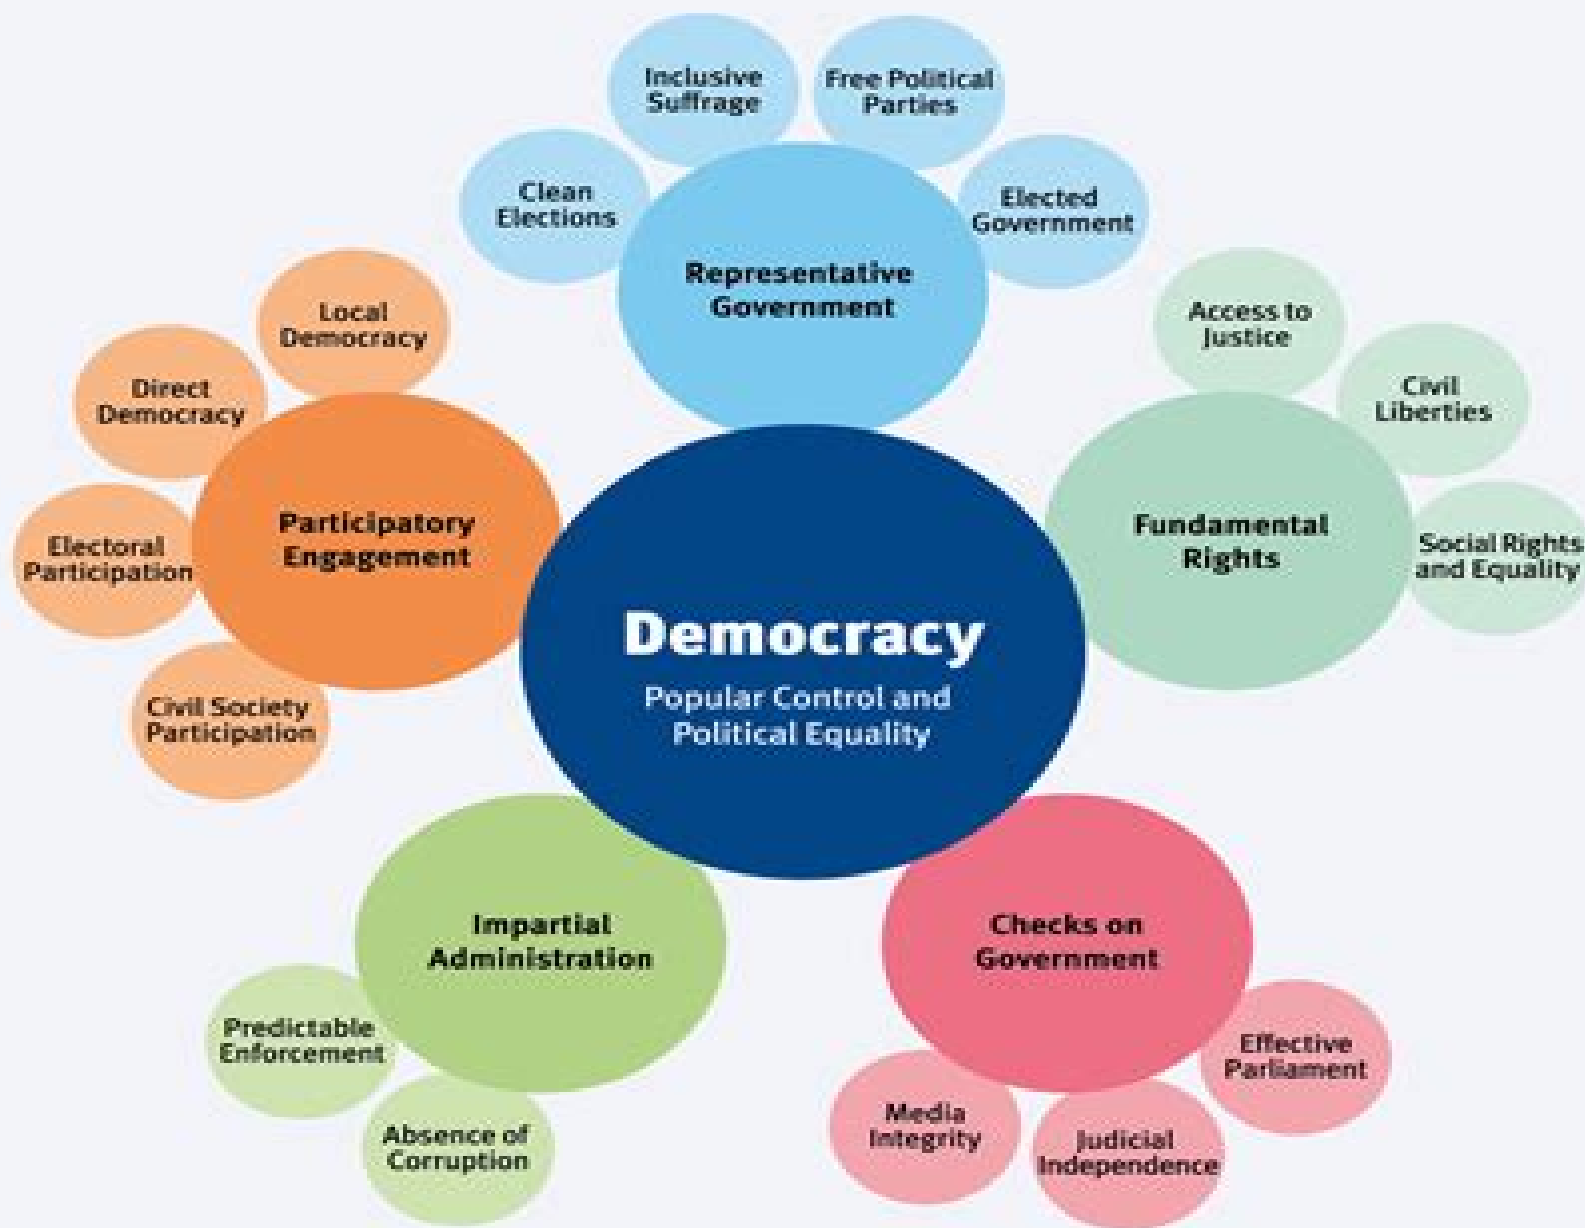 Inclusive
Suffrage
Free Political
Parties
Clean
Elections
Elected
Government
Representative
Government
Local
Democracy
Direct
Democracy
Electoral
Participation
Civil Society
Participation
Participatory
Engagement
Access to
Justice
Civil
Liberties
Social Rights
and Equality
Fundamental
Rights
Democracy
Popular Control and
Political Equality
Impartial
Administration
Predictable
Enforcement
Absence of
Corruption
Checks on
Government
Effective
Parliament
Media
Integrity
Judicial
Independence